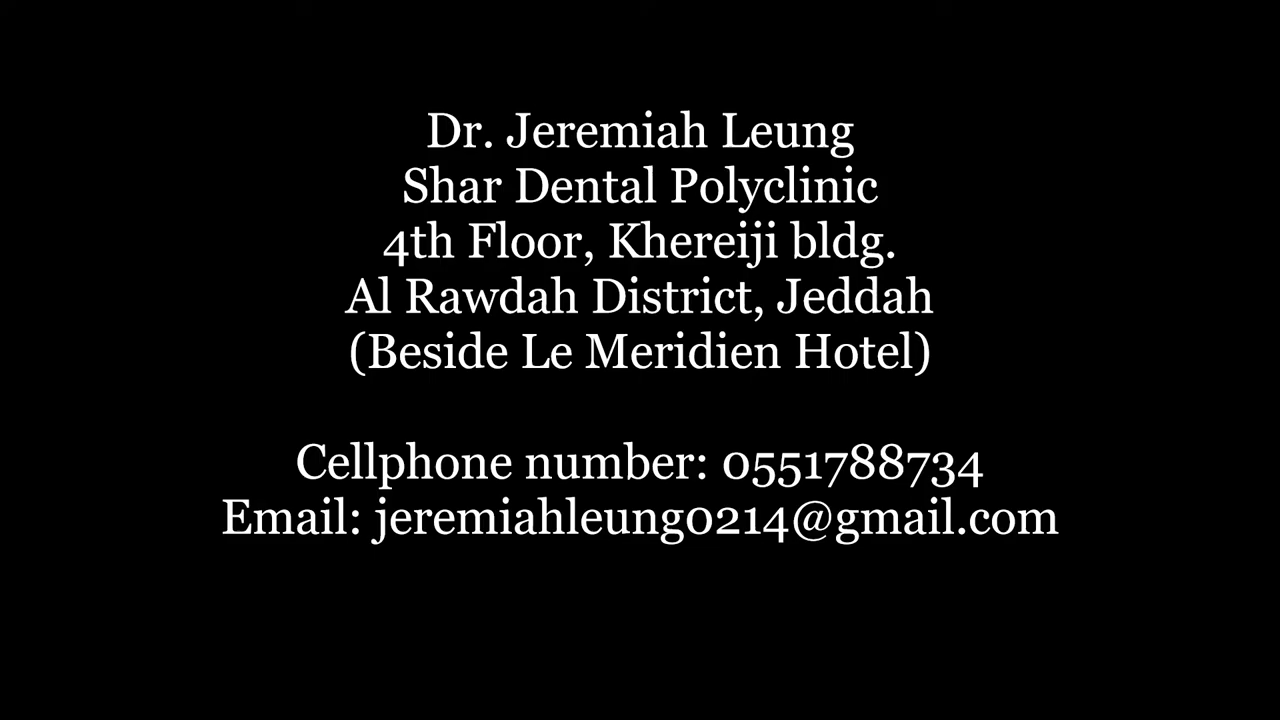 Dr. Jeremiah Leung
Shar Dental Polyclinic
4th Floor, Khereiji bldg.
Al Rawdah District, Jeddah
(Beside Le Meridien Hotel)
Cellphone number: 0551788734
Email: jeremiahleung0214@gmail.com